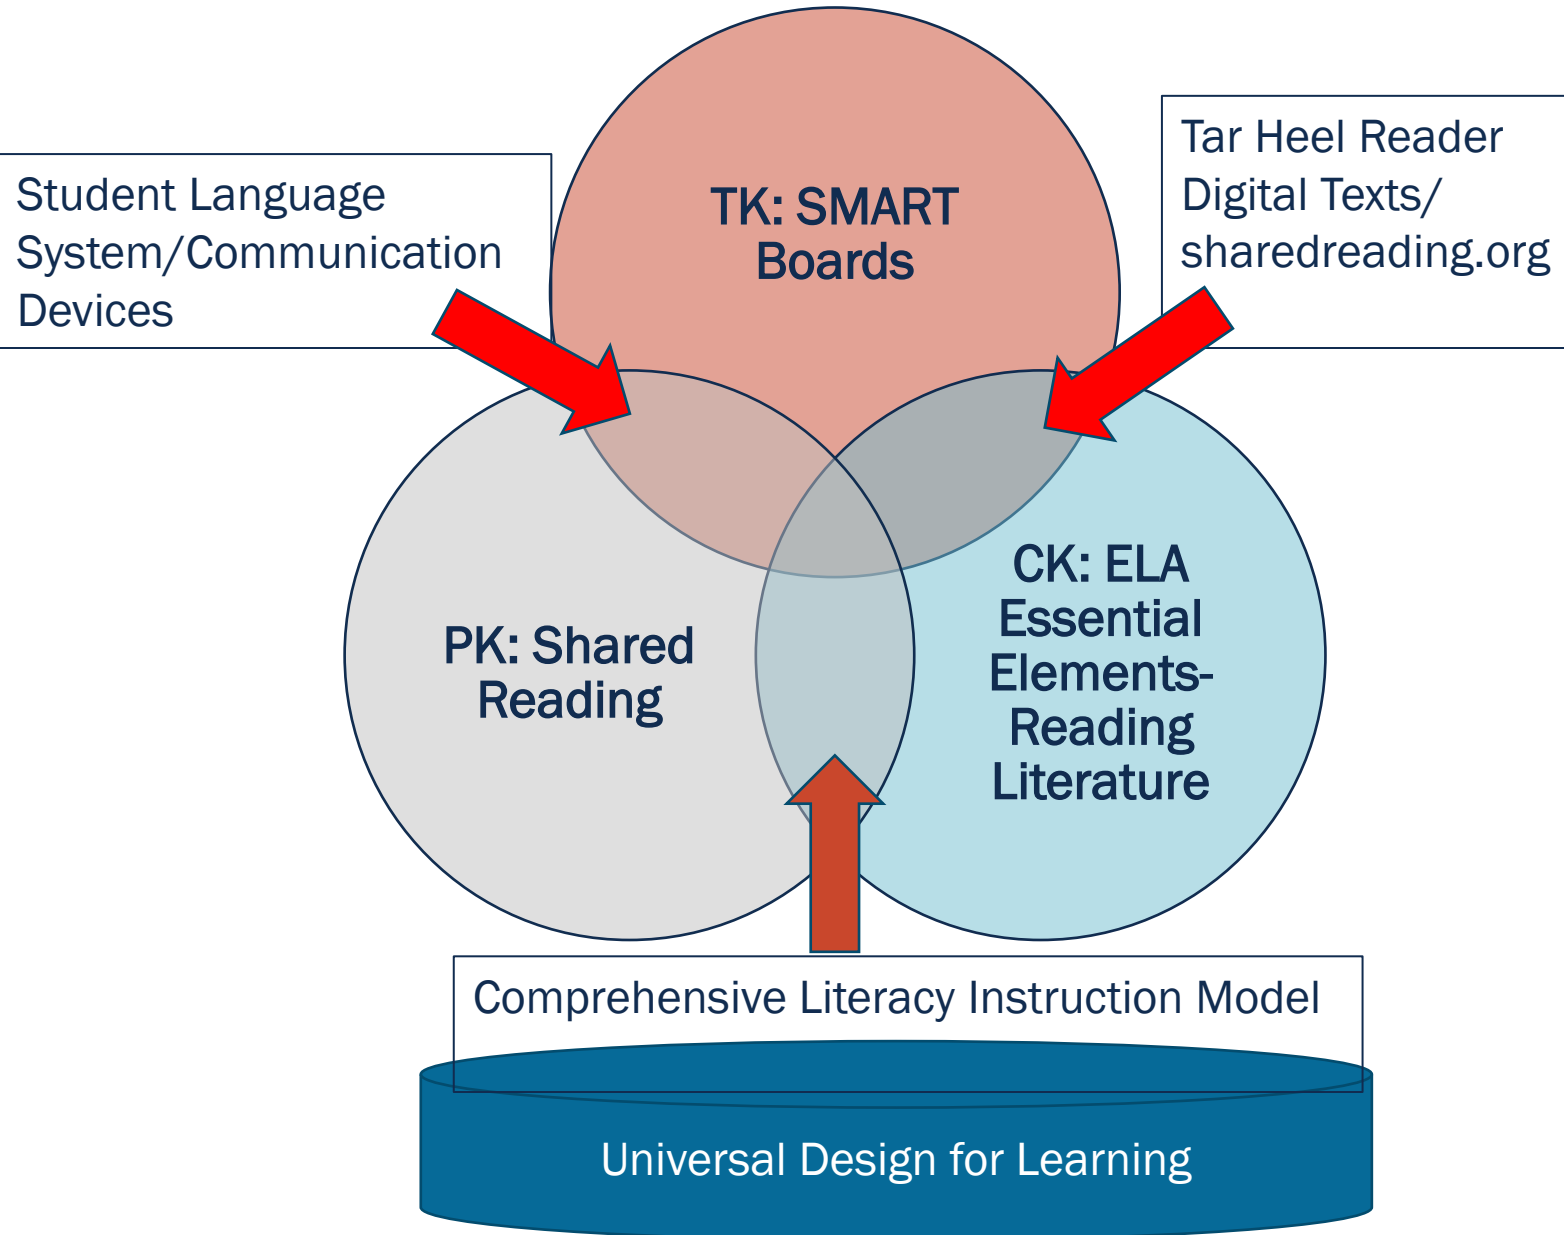 Student Language
System/Communication
Devices
TK: SMART
Boards
Tar Heel Reader
Digital Texts/
sharedreading.org
PK: Shared
Reading
CK: ELA
Essential
Elements-
Reading
Literature
Comprehensive Literacy Instruction Model
Universal Design for Learning